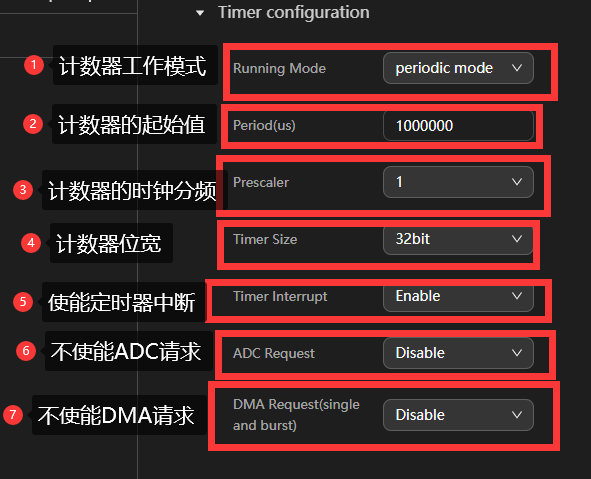 Timer configuration
1 计数器工作模式 Running Mode periodic mode
2 计数器的起始值 Period(us) 1000000
3 计数器的时钟分频 Prescaler 1
4 计数器位宽 Timer Size 32bit
5 使能定时器中断 Timer Interrupt Enable
6 不使能ADC请求 ADC Request Disable
7 不使能DMA请求 DMA Request(single and burst) Disable